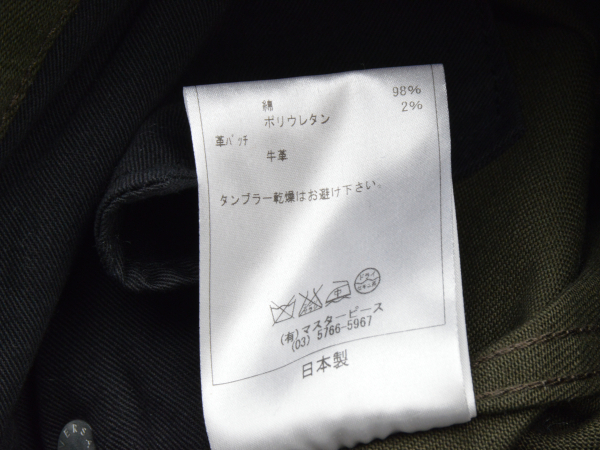 綿 98%
ポリウレタン 2%
革パッチ
牛革
タンブラー乾燥はお避け下さい。
(有)マスターピース
(03) 5766-5967
日本製